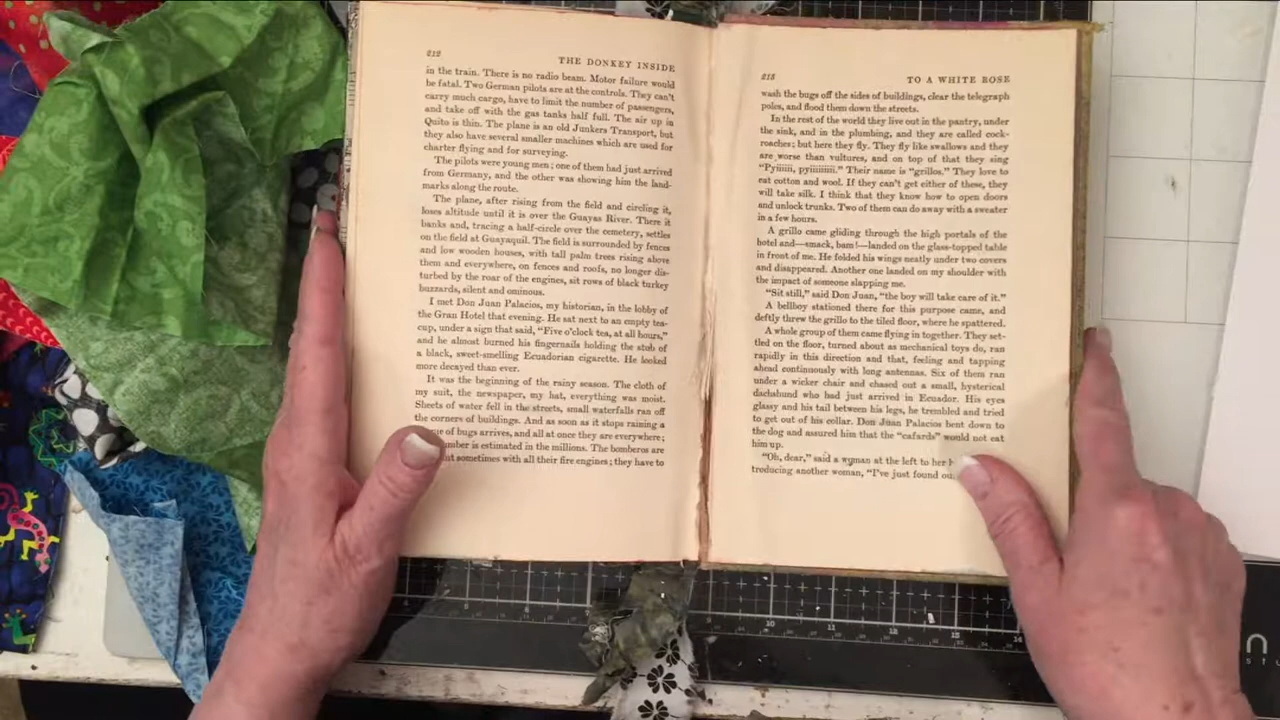 212
THE DONKEY INSIDE
in the train. There is no radio beam. Motor failure would
be fatal. Two German pilots are at the controls. They can't
carry much cargo, have to limit the number of passengers,
and take off with the gas tanks half full. The air up in
Quito is thin. The plane is an old Junkers Transport, but
they also have several smaller machines which are used for
charter flying and for surveying.
The pilots were young men; one of them had just arrived
from Germany, and the other was showing him the land-
marks along the route.
The plane, after rising from the field and circling it,
loses altitude until it is over the Guayas River. There it
banks and, tracing a half-circle over the cemetery, settles
on the field at Guayaquil. The field is surrounded by fences
and low wooden houses, with tall palm trees rising above
them and everywhere, on fences and roofs, no longer dis-
turbed by the roar of the engines, sit rows of black turkey
buzzards, silent and ominous.
I met Don Juan Palacios, my historian, in the lobby of
the Gran Hotel that evening. He sat next to an empty tea-
cup, under a sign that said, "Five o'clock tea, at all hours,"
and he almost burned his fingernails holding the stub of
a black, sweet-smelling Ecuadorian cigarette. He looked
more decayed than ever.
It was the beginning of the rainy season. The cloth of
my suit, the newspaper, my hat, everything was moist.
Sheets of water fell in the streets, small waterfalls ran off
the corners of buildings. And as soon as it stops raining a
of bugs arrives, and all at once they are everywhere;
number is estimated in the millions. The bomberos are
sometimes with all their fire engines; they have to
213
TO A WHITE ROSE
wash the bugs off the sides of buildings, clear the telegraph
poles, and flood them down the streets.
In the rest of the world they live out in the pantry, under
the sink, and in the plumbing, and they are called cock-
roaches; but here they fly. They fly like swallows and they
are worse than vultures, and on top of that they sing
"Pyiiiiii, pyiiiiiiii." Their name is "grillos." They love to
eat cotton and wool. If they can't get either of these, they
will take silk. I think that they know how to open doors
and unlock trunks. Two of them can do away with a sweater
in a few hours.
A grillo came gliding through the high portals of the
hotel and—smack, bam!—landed on the glass-topped table
in front of me. He folded his wings neatly under two covers
and disappeared. Another one landed on my shoulder with
the impact of someone slapping me.
"Sit still," said Don Juan, "the boy will take care of it."
A bellboy stationed there for this purpose came, and
deftly threw the grillo to the tiled floor, where he spattered.
A whole group of them came flying in together. They set-
tled on the floor, turned about as mechanical toys do, ran
rapidly in this direction and that, feeling and tapping
ahead continuously with long antennas. Six of them ran
under a wicker chair and chased out a small, hysterical
dachshund who had just arrived in Ecuador. His eyes
glassy and his tail between his legs, he trembled and tried
to get out of his collar. Don Juan Palacios bent down to
the dog and assured him that the "cafards" would not eat
him up.
"Oh, dear," said a woman at the left to her
troducing another woman, "I've just found
10
11
12
13
14